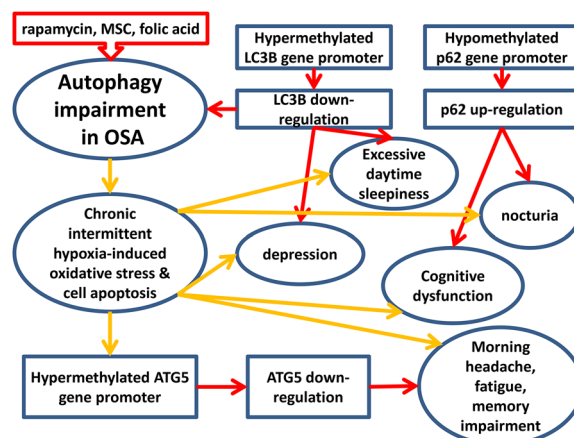 rapamycin, MSC, folic acid
Hypermethylated
LC3B gene promoter
Hypomethylated
p62 gene promoter
Autophagy
impairment
in OSA
LC3B down-
regulation
p62 up-regulation
Excessive
daytime
sleepiness
Chronic
intermittent
hypoxia-induced
oxidative stress &
cell apoptosis
nocturia
depression
Cognitive
dysfunction
Hypermethylated ATG5
gene promoter
ATG5 down-
regulation
Morning
headache,
fatigue,
memory
impairment